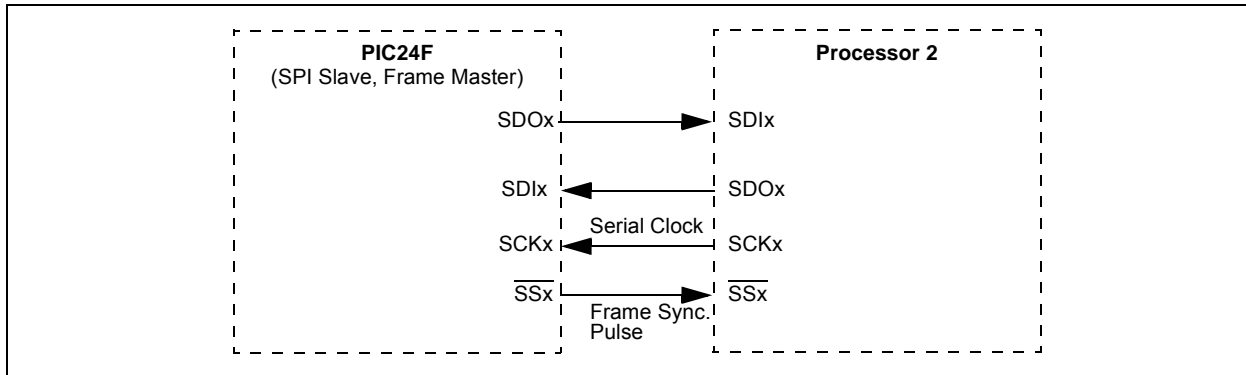 PIC24F
(SPI Slave, Frame Master)
Processor 2
SDOx
SDIx
SDIx
SDOx
Serial Clock
SCKx
SCKx
SSx
SSx
Frame Sync.
Pulse